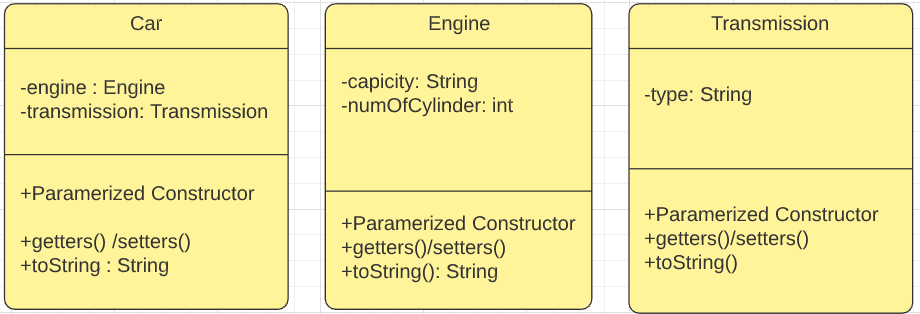 Car
-engine : Engine
-transmission: Transmission
+Paramerized Constructor
+getters() /setters()
+toString : String
Engine
-capicity: String
-numOfCylinder: int
+Paramerized Constructor
+getters()/setters()
+toString(): String
Transmission
-type: String
+Paramerized Constructor
+getters()/setters()
+toString()